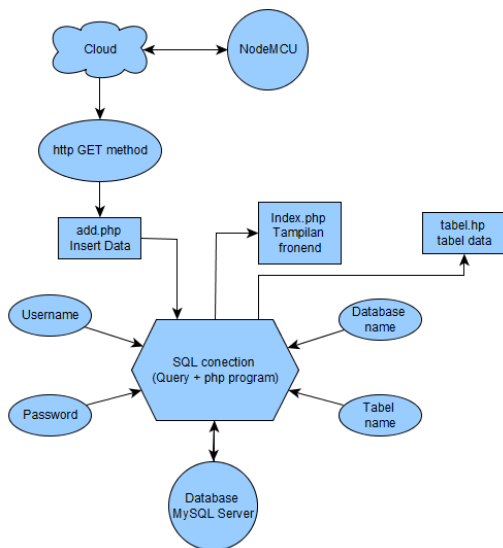 Cloud
NodeMCU
http GET method
add.php
Insert Data
Index.php
Tampilan
fronend
tabel.hp
tabel data
Username
Database
name
SQL conection
(Query + php program)
Password
Tabel
name
Database
MySQL Server